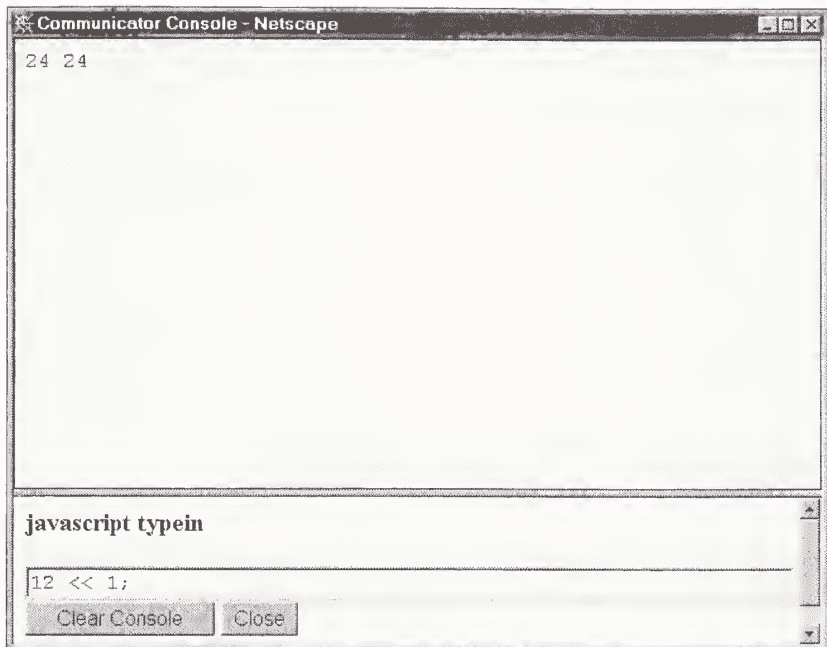 Communicator Console - Netscape
24 24
javascript typein
12 << 1;
Clear Console Close